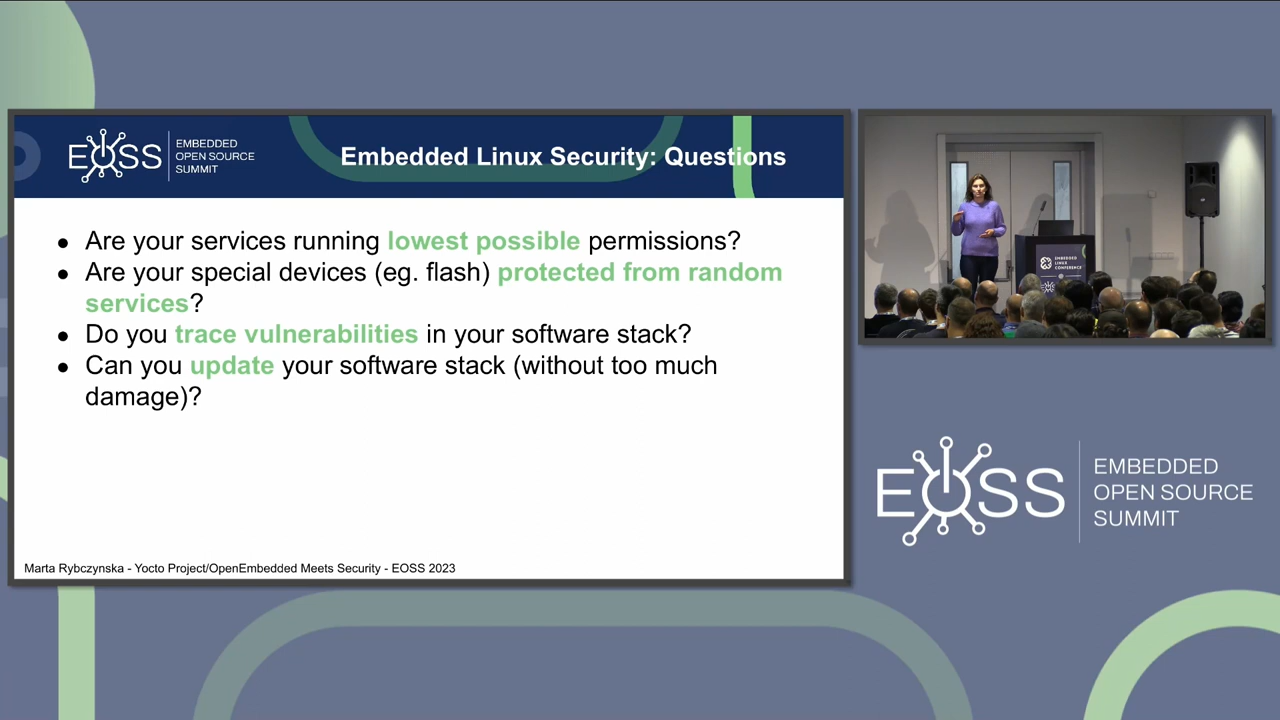 EOSS
EMBEDDED
OPEN SOURCE
SUMMIT
Embedded Linux Security: Questions
● Are your services running lowest possible permissions?
● Are your special devices (eg. flash) protected from random
services?
● Do you trace vulnerabilities in your software stack?
● Can you update your software stack (without too much
damage)?
Marta Rybczynska - Yocto Project/OpenEmbedded Meets Security - EOSS 2023
EMBEDDED
LINUX
CONFERENCE
EOSS
EMBEDDED
OPEN SOURCE
SUMMIT